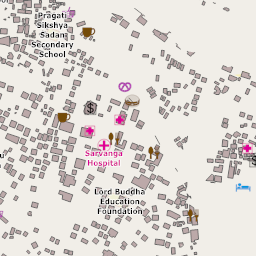 Pragati
Sikshya
Sadan
Secondary
School
Sarvanga
Hospital
Lord Buddha
Education
Foundation